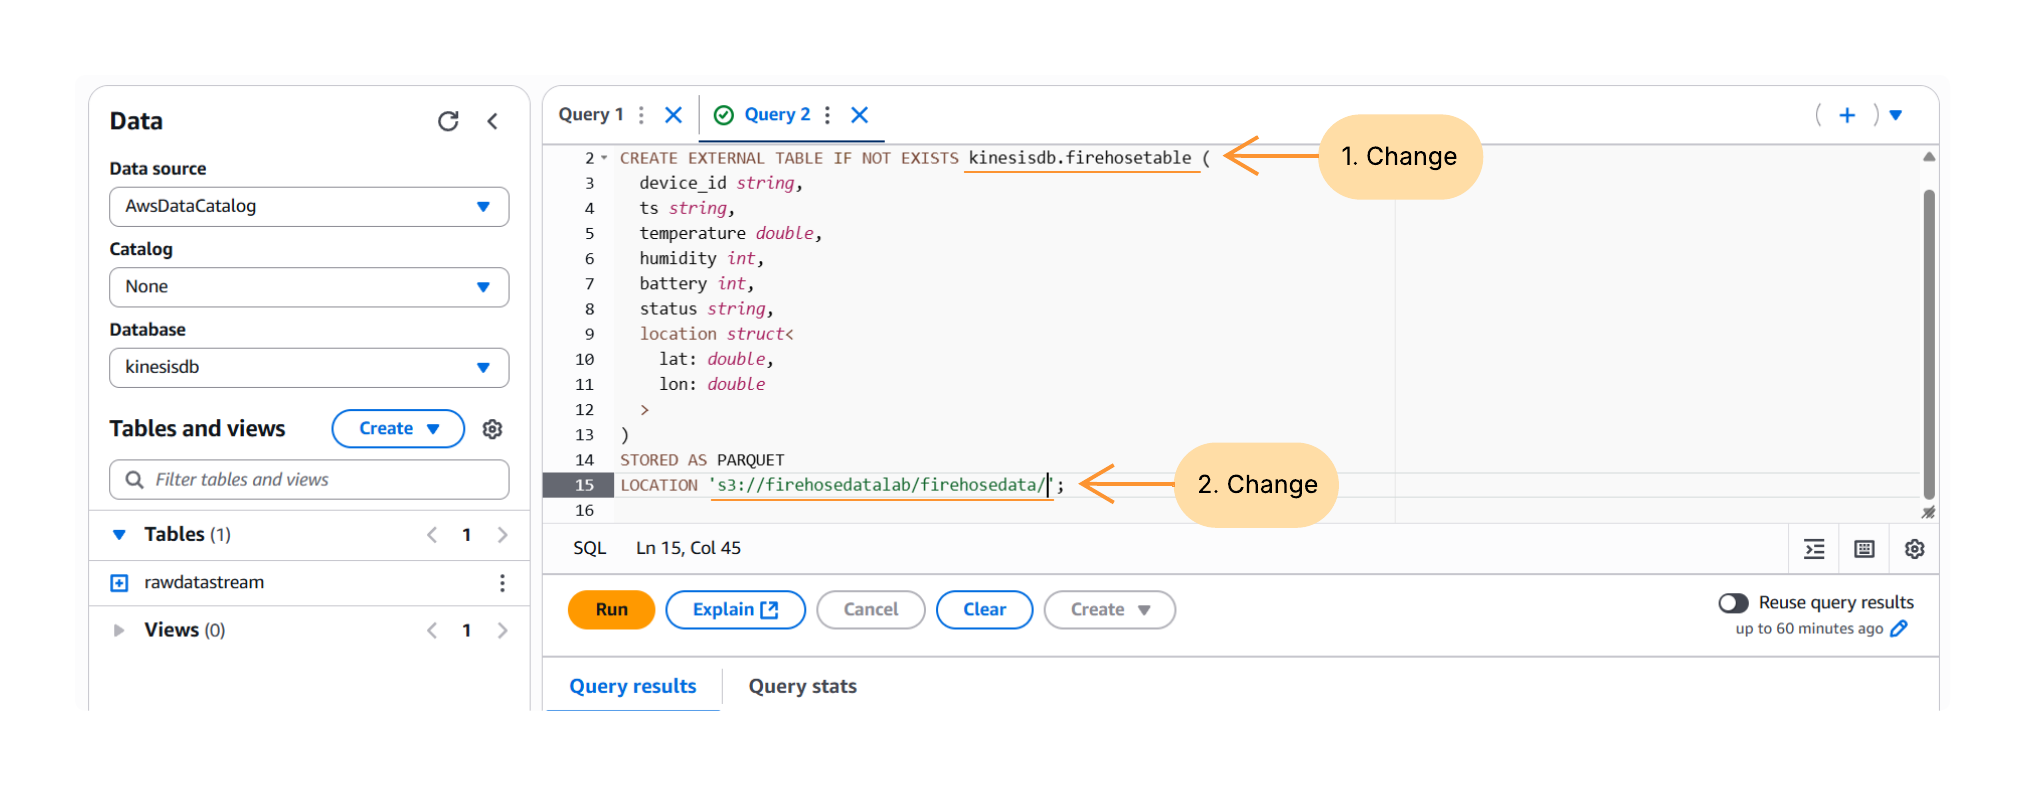 Data
Data source
AwsDataCatalog
Catalog
None
Database
kinesisdb
Tables and views
Create
Filter tables and views
Tables (1)
1
rawdatastream
Views (0)
1
Query 1
Query 2
2 CREATE EXTERNAL TABLE IF NOT EXISTS kinesisdb.firehosetable (
1. Change
3 device_id string,
4 ts string,
5 temperature double,
6 humidity int,
7 battery int,
8 status string,
9 location struct<
10 lat: double,
11 lon: double
12 >
13 )
14 STORED AS PARQUET
15 LOCATION 's3://firehosedatalab/firehosedata/';
2. Change
16
SQL Ln 15, Col 45
Run
Explain
Cancel
Clear
Create
Reuse query results
up to 60 minutes ago
Query results
Query stats